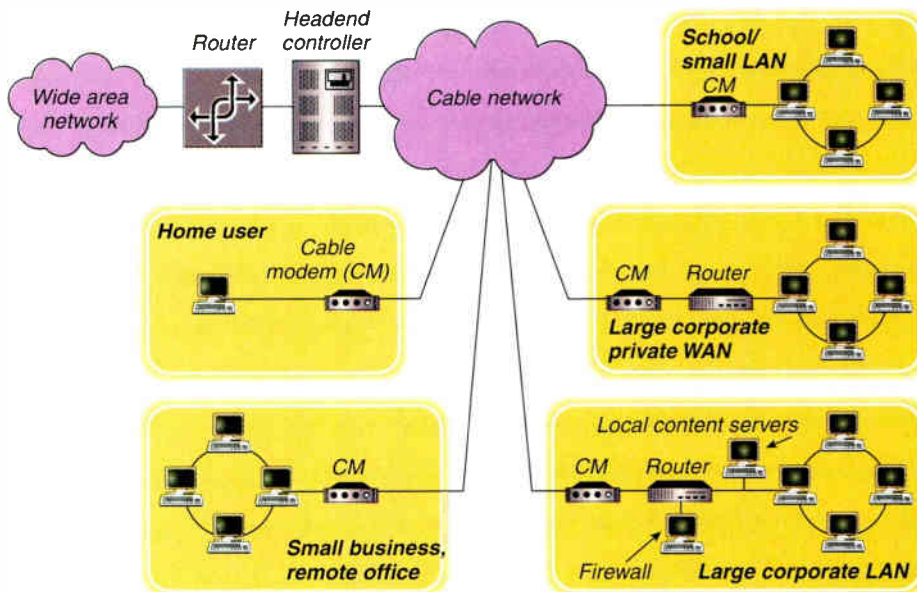 Wide area
network
Router
Headend
controller
Cable network
School/
small LAN
CM
Home user
Cable
modem (CM)
CM
Router
Large corporate
private WAN
CM
Small business,
remote office
Local content servers
CM
Router
Firewall
Large corporate LAN